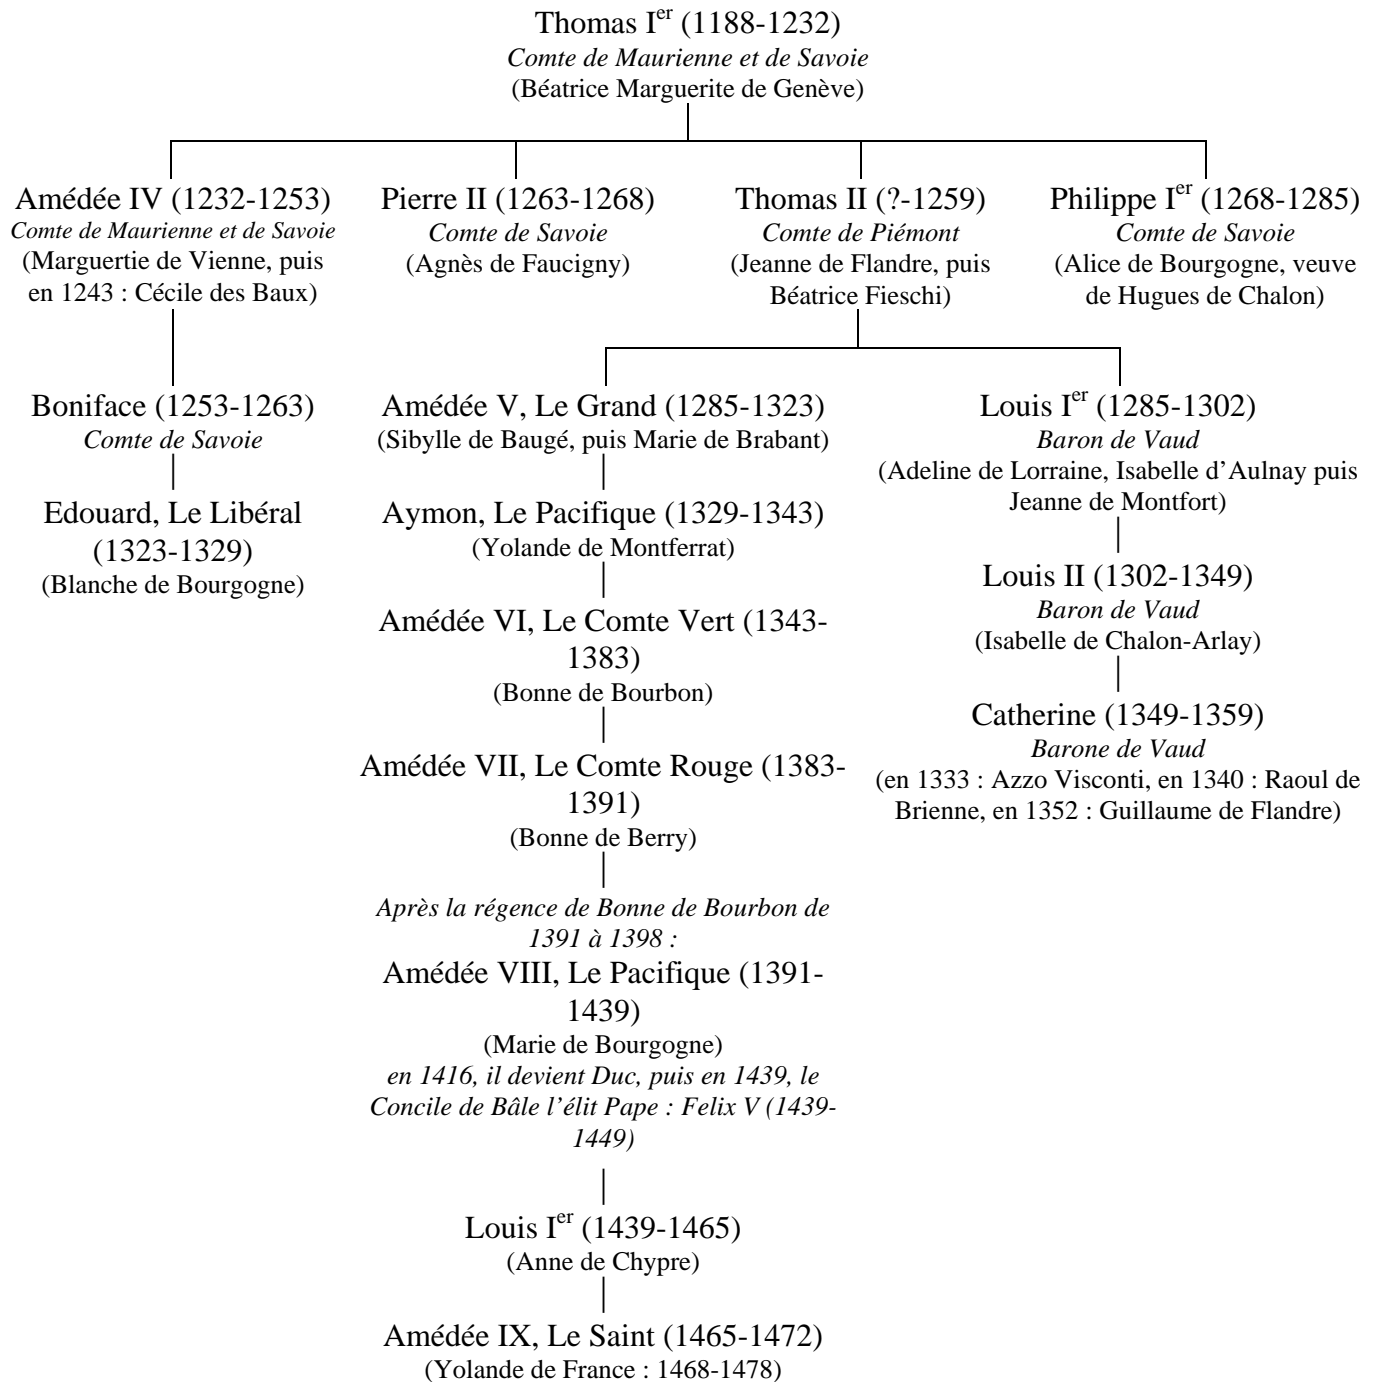 Thomas Ier (1188-1232)
Comte de Maurienne et de Savoie
(Béatrice Marguerite de Genève)
Amédée IV (1232-1253)
Comte de Maurienne et de Savoie
(Marguertie de Vienne, puis
en 1243 : Cécile des Baux)
Pierre II (1263-1268)
Comte de Savoie
(Agnès de Faucigny)
Thomas II (?-1259)
Comte de Piémont
(Jeanne de Flandre, puis
Béatrice Fieschi)
Philippe Ier (1268-1285)
Comte de Savoie
(Alice de Bourgogne, veuve
de Hugues de Chalon)
Boniface (1253-1263)
Comte de Savoie
Edouard, Le Libéral
(1323-1329)
(Blanche de Bourgogne)
Amédée V, Le Grand (1285-1323)
(Sibylle de Baugé, puis Marie de Brabant)
Aymon, Le Pacifique (1329-1343)
(Yolande de Montferrat)
Amédée VI, Le Comte Vert (1343-
1383)
(Bonne de Bourbon)
Amédée VII, Le Comte Rouge (1383-
1391)
(Bonne de Berry)
Après la régence de Bonne de Bourbon de
1391 à 1398 :
Amédée VIII, Le Pacifique (1391-
1439)
(Marie de Bourgogne)
en 1416, il devient Duc, puis en 1439, le
Concile de Bâle l'élit Pape : Felix V (1439-
1449)
Louis Ier (1439-1465)
(Anne de Chypre)
Amédée IX, Le Saint (1465-1472)
(Yolande de France : 1468-1478)
Louis Ier (1285-1302)
Baron de Vaud
(Adeline de Lorraine, Isabelle d'Aulnay puis
Jeanne de Montfort)
Louis II (1302-1349)
Baron de Vaud
(Isabelle de Chalon-Arlay)
Catherine (1349-1359)
Barone de Vaud
(en 1333 : Azzo Visconti, en 1340 : Raoul de
Brienne, en 1352 : Guillaume de Flandre)